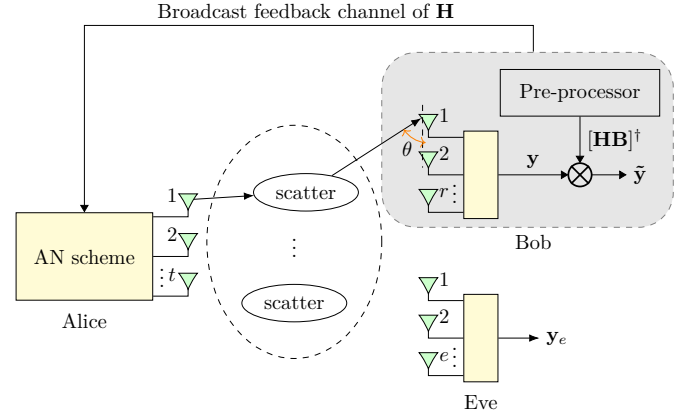 Broadcast feedback channel of H
Pre-processor
[HB]†
1
2
r⋮
θ
y
ỹ
Bob
scatter
⋮
scatter
1
2
⋮t
AN scheme
Alice
1
2
e⋮
y_e
Eve